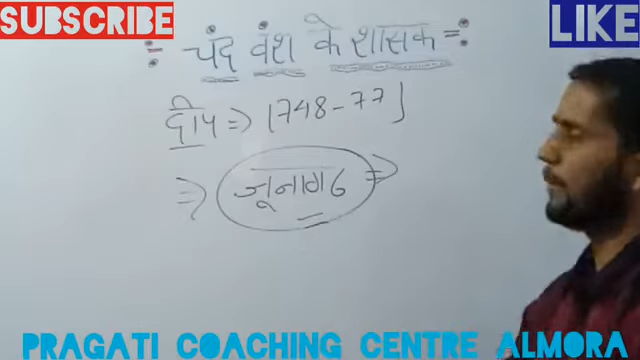 SUBSCRIBE
LIKE
:- चंद वंश के शासक =:
दीप => [1748-77]
=> जूनागढ =>
PRAGATI COACHING CENTRE ALMORA